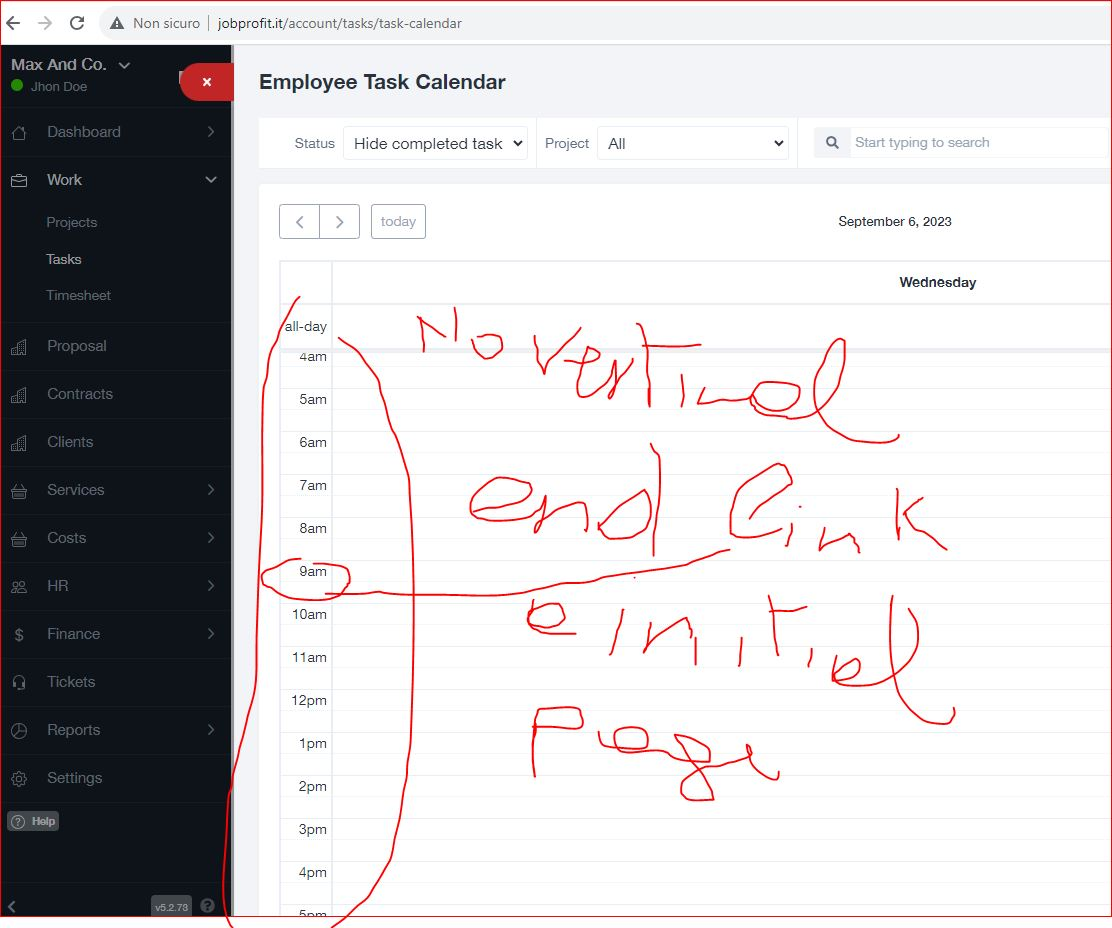 Non sicuro jobprofit.it/account/tasks/task-calendar
Max And Co.
Jhon Doe
×
Dashboard
Work
Projects
Tasks
Timesheet
Proposal
Contracts
Clients
Services
Costs
HR
Finance
Tickets
Reports
Settings
Help
v5.2.73
Employee Task Calendar
Status Hide completed task Project All Start typing to search
today September 6, 2023
Wednesday
all-day
4am
5am
6am
7am
8am
9am
10am
11am
12pm
1pm
2pm
3pm
4pm
5pm
No
and link
initial
Page